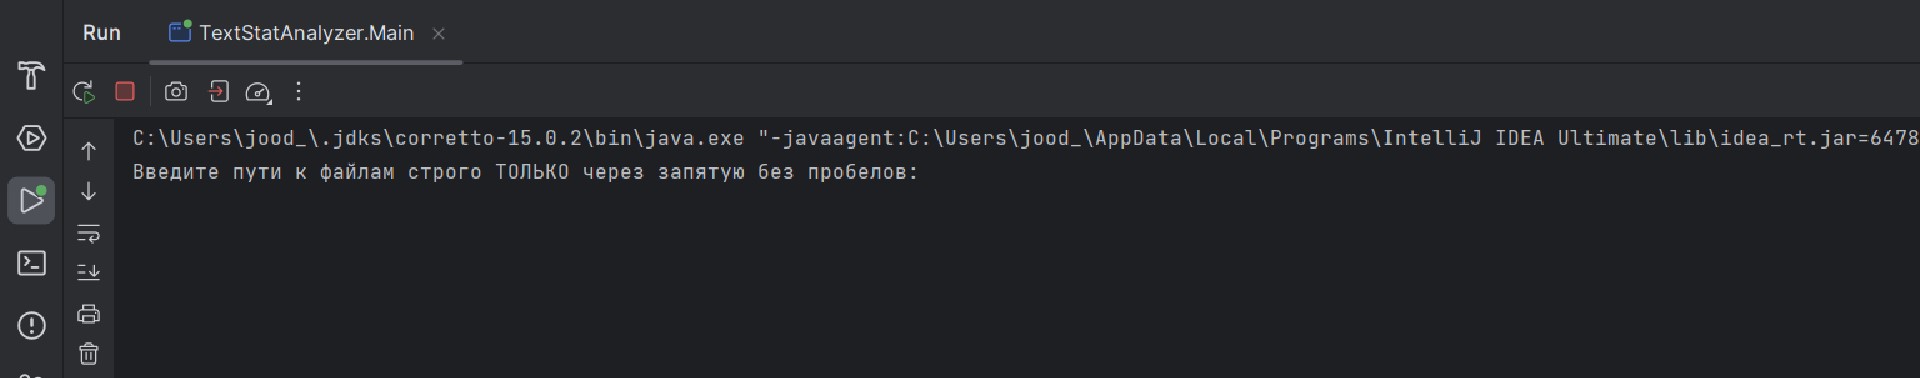 Run TextStatAnalyzer.Main
C:\Users\jood_\.jdks\corretto-15.0.2\bin\java.exe "-javaagent:C:\Users\jood_\AppData\Local\Programs\IntelliJ IDEA Ultimate\lib\idea_rt.jar=6478
Введите пути к файлам строго ТОЛЬКО через запятую без пробелов: